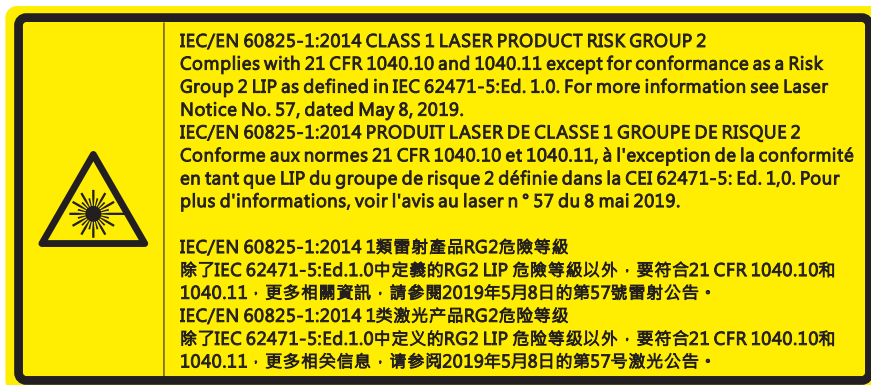 IEC/EN 60825-1:2014 CLASS 1 LASER PRODUCT RISK GROUP 2
Complies with 21 CFR 1040.10 and 1040.11 except for conformance as a Risk
Group 2 LIP as defined in IEC 62471-5:Ed. 1.0. For more information see Laser
Notice No. 57, dated May 8, 2019.
IEC/EN 60825-1:2014 PRODUIT LASER DE CLASSE 1 GROUPE DE RISQUE 2
Conforme aux normes 21 CFR 1040.10 et 1040.11, à l'exception de la conformité
en tant que LIP du groupe de risque 2 définie dans la CEI 62471-5: Ed. 1,0. Pour
plus d'informations, voir l'avis au laser n ° 57 du 8 mai 2019.
IEC/EN 60825-1:2014 1類雷射產品RG2危險等級
除了IEC 62471-5:Ed.1.0中定義的RG2 LIP 危險等級以外，要符合21 CFR 1040.10和
1040.11，更多相關資訊，請參閱2019年5月8日的第57號雷射公告。
IEC/EN 60825-1:2014 1类激光产品RG2危险等级
除了IEC 62471-5:Ed.1.0中定义的RG2 LIP 危险等级以外，要符合21 CFR 1040.10和
1040.11，更多相关信息，请参阅2019年5月8日的第57号激光公告。